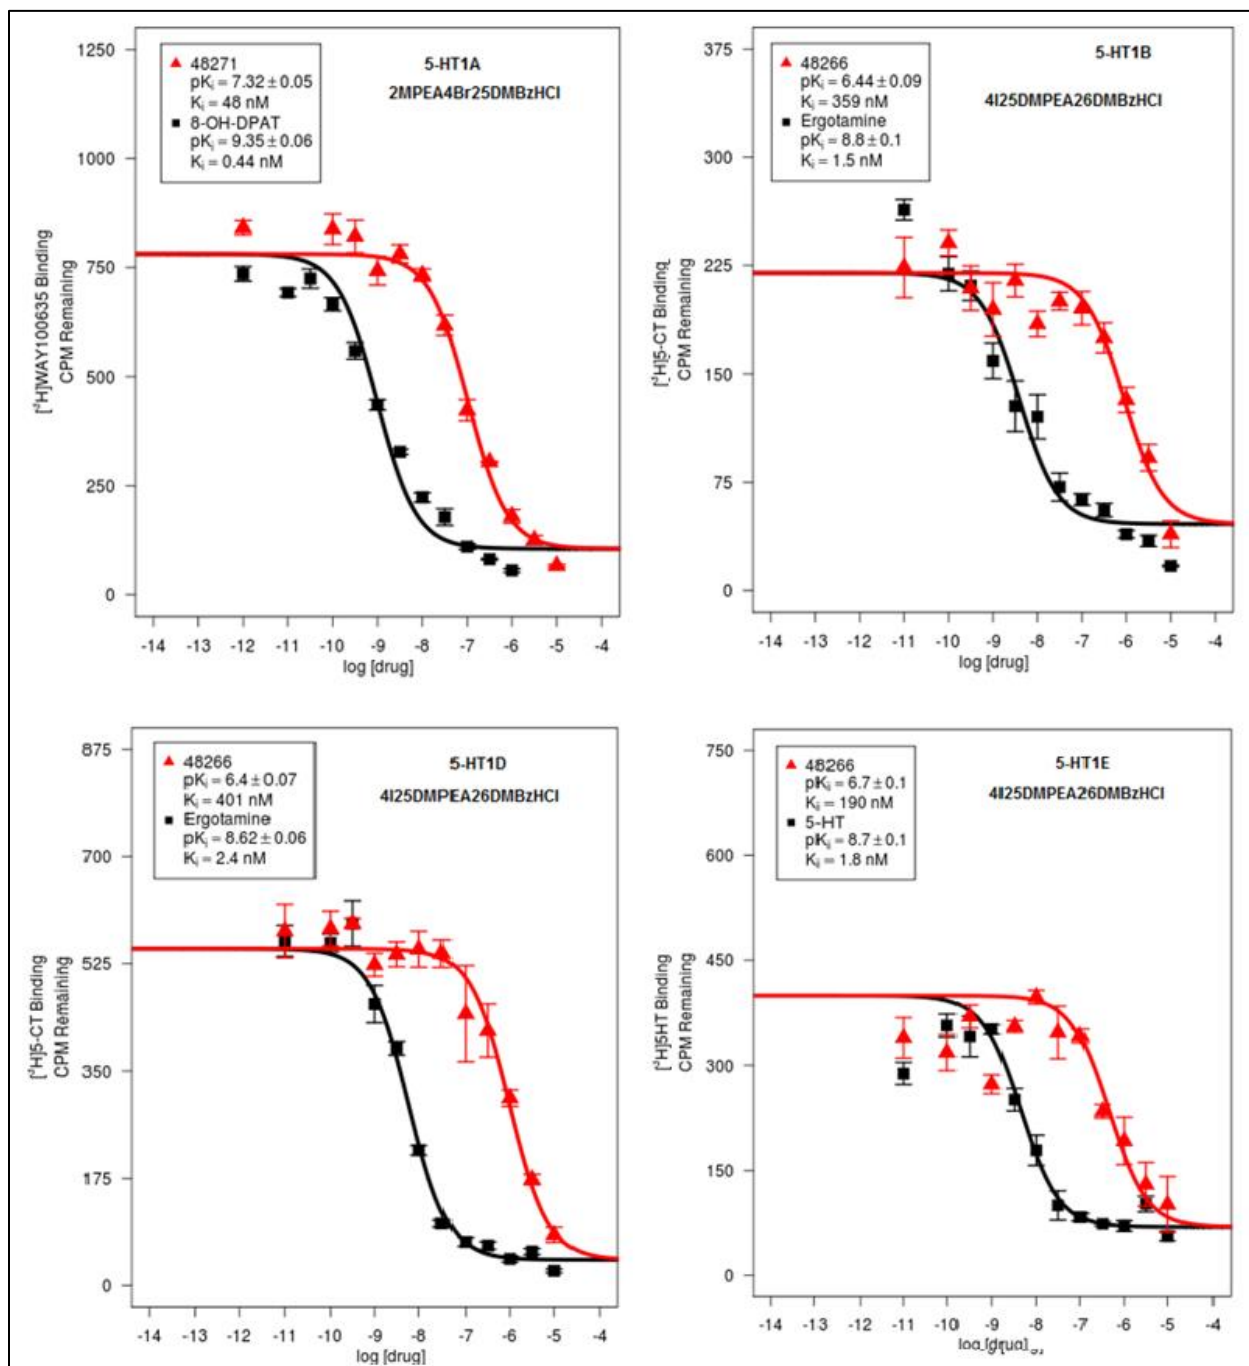 5-HT1A
2MPEA4Br25DMBzHCl
48271
pKi = 7.32 ± 0.05
Ki = 48 nM
8-OH-DPAT
pKi = 9.35 ± 0.06
Ki = 0.44 nM
1250
1000
750
500
250
0
[³H]WAY100635 Binding
CPM Remaining
-14 -13 -12 -11 -10 -9 -8 -7 -6 -5 -4
log [drug]
5-HT1B
4I25DMPEA26DMBzHCl
48266
pKi = 6.44 ± 0.09
Ki = 359 nM
Ergotamine
pKi = 8.8 ± 0.1
Ki = 1.5 nM
375
300
225
150
75
0
[³H]5-CT Binding
CPM Remaining
-14 -13 -12 -11 -10 -9 -8 -7 -6 -5 -4
log [drug]
5-HT1D
4I25DMPEA26DMBzHCl
48266
pKi = 6.4 ± 0.07
Ki = 401 nM
Ergotamine
pKi = 8.62 ± 0.06
Ki = 2.4 nM
875
700
525
350
175
0
[³H]5-CT Binding
CPM Remaining
-14 -13 -12 -11 -10 -9 -8 -7 -6 -5 -4
log [drug]
5-HT1E
4I25DMPEA26DMBzHCl
48266
pKi = 6.7 ± 0.1
Ki = 190 nM
5-HT
pKi = 8.7 ± 0.1
Ki = 1.8 nM
750
600
450
300
150
0
[³H]5HT Binding
CPM Remaining
-14 -13 -12 -11 -10 -9 -8 -7 -6 -5 -4
log [drug]